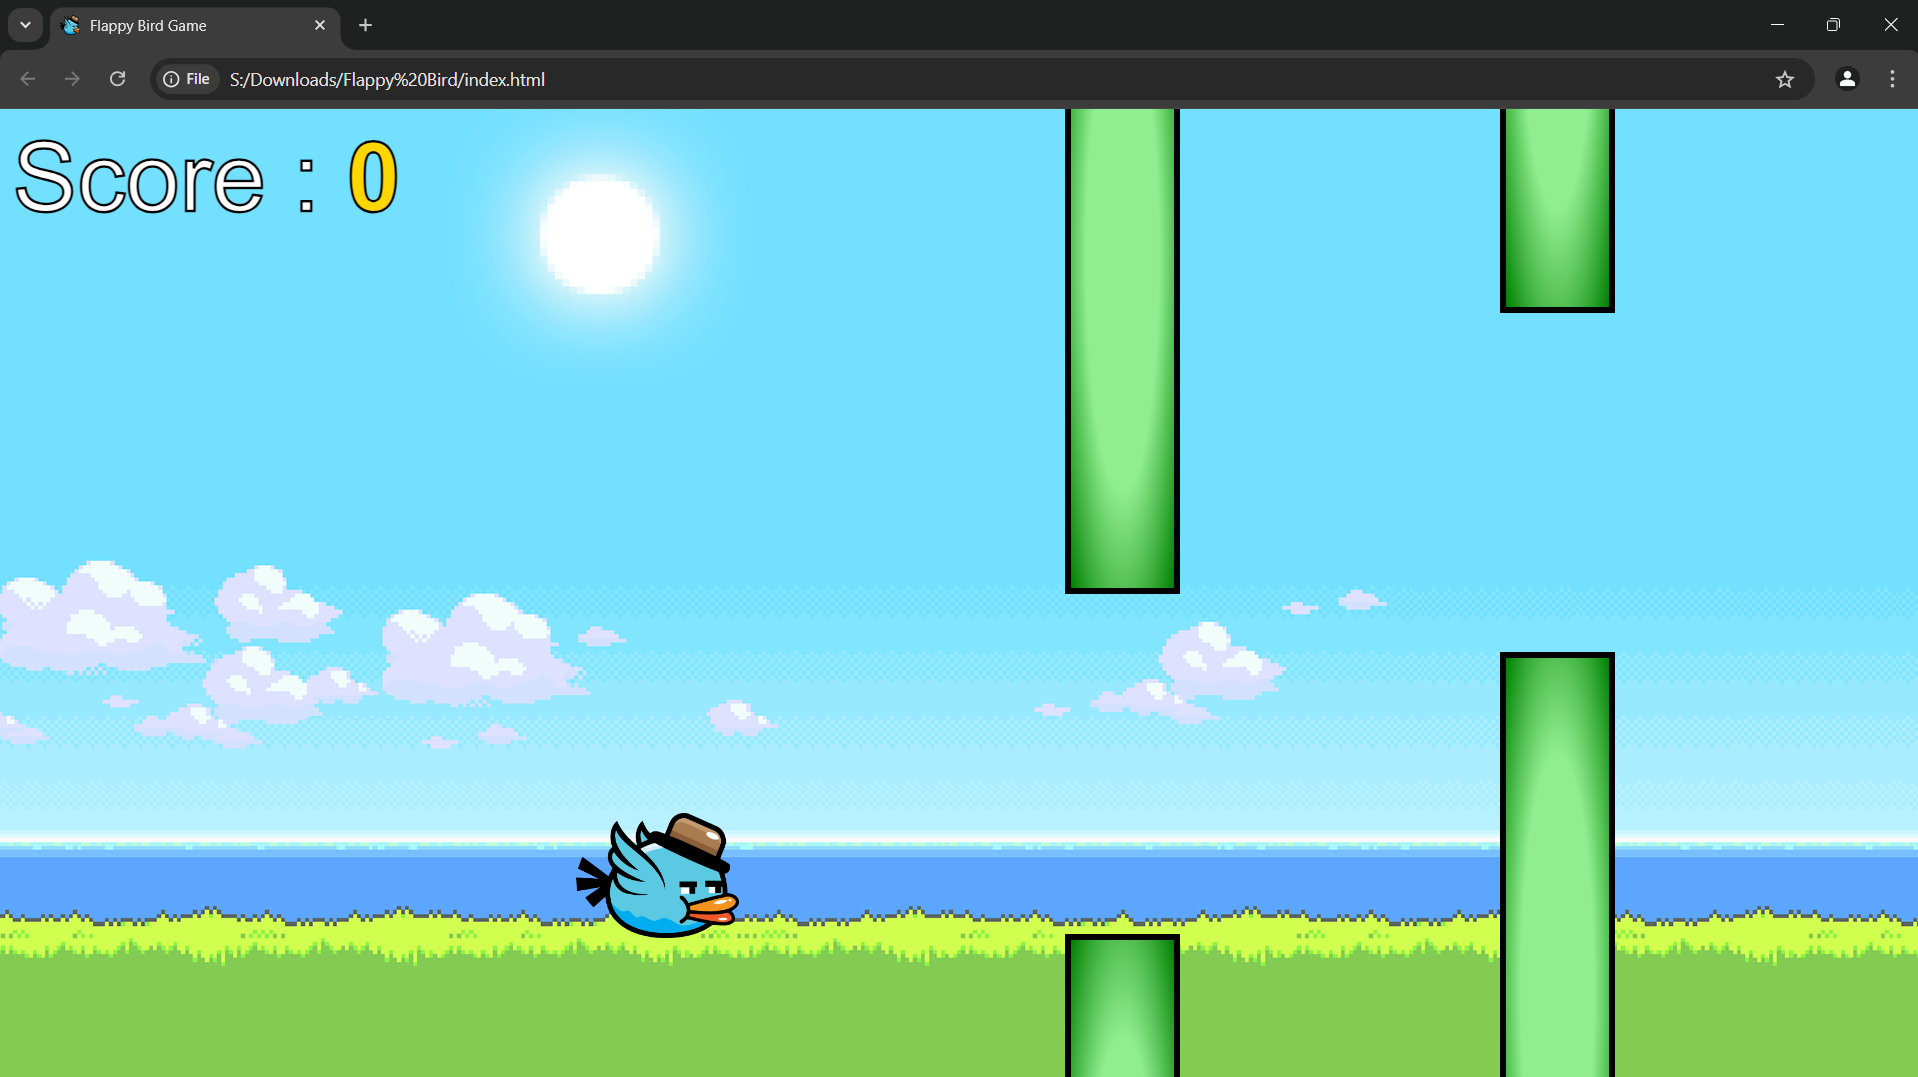 Flappy Bird Game
File S:/Downloads/Flappy%20Bird/index.html
Score : 0